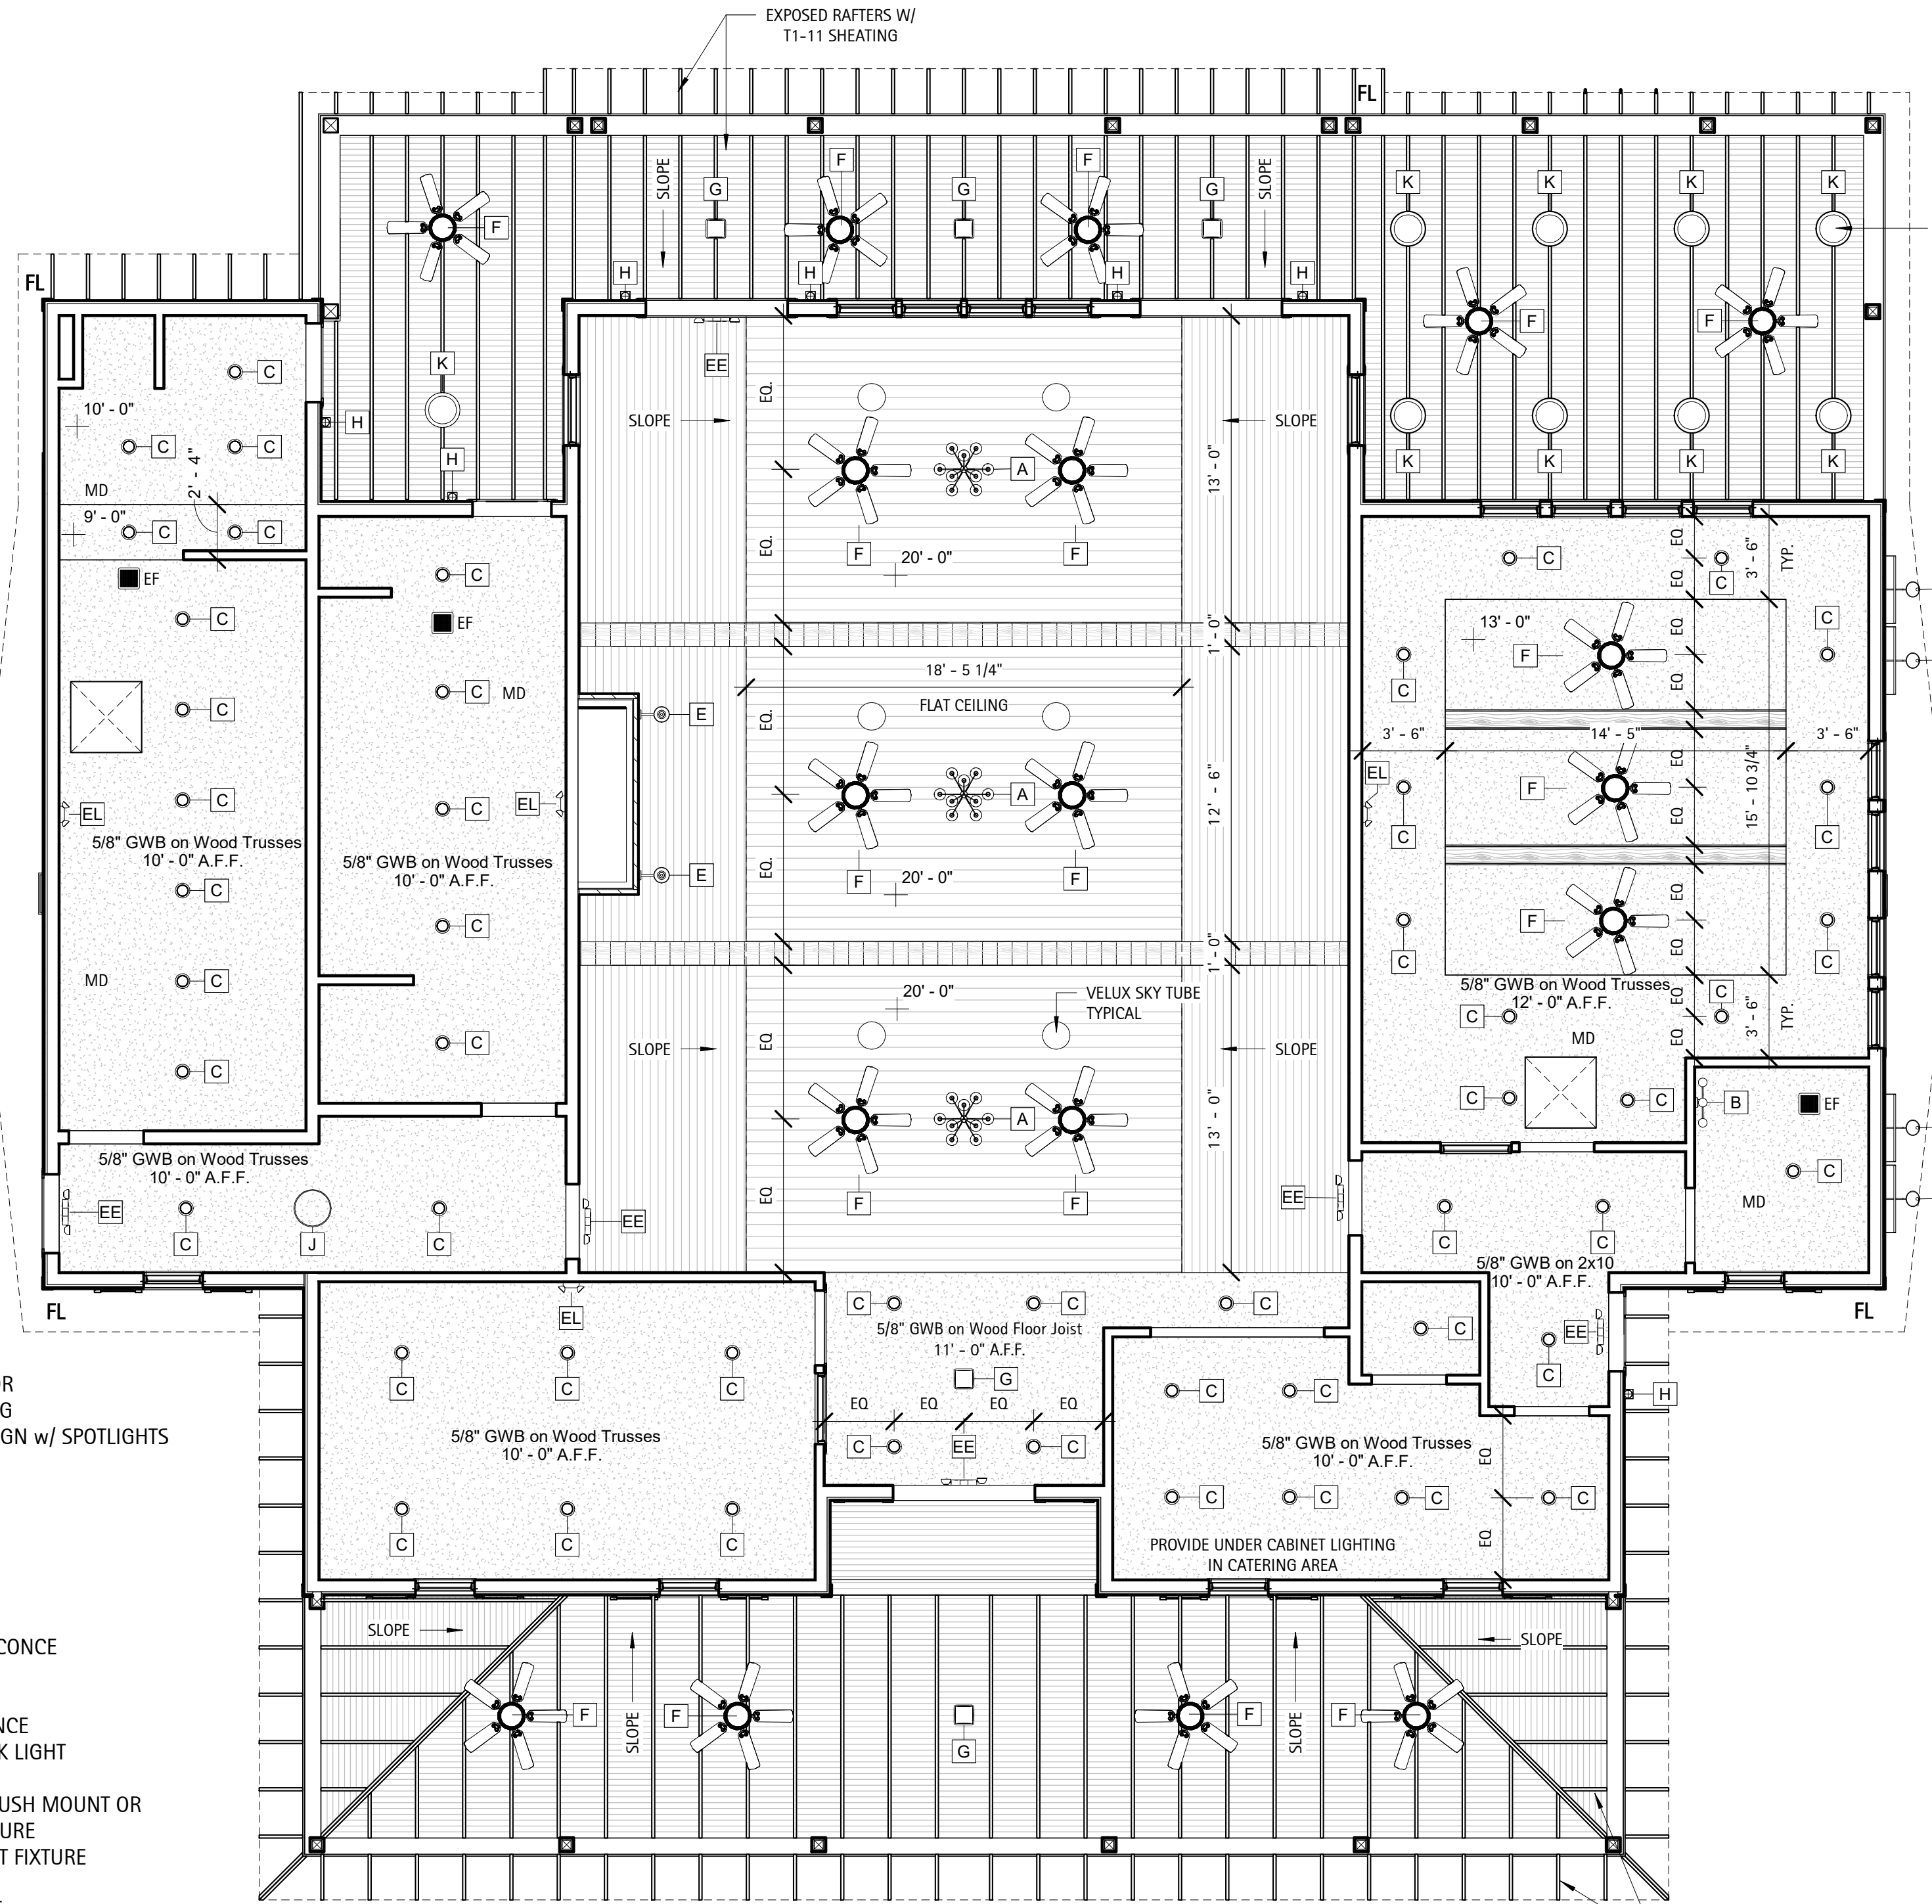 EXPOSED RAFTERS W/
T1-11 SHEATING
FL
F
F
K
K
K
K
G
G
G
SLOPE
SLOPE
F
FL
H
H
H
H
F
F
EE
K
C
10' - 0"
H
SLOPE
SLOPE
EQ.
C
C
2' - 4"
13' - 0"
H
K
K
K
K
A
MD
9' - 0"
C
C
EQ.
F
F
20' - 0"
EQ
3' - 6"
TYP.
C
C
EF
C
EQ
C
EF
1' - 0"
13' - 0"
EQ
C
F
18' - 5 1/4"
C
MD
C
EQ
C
FLAT CEILING
E
EQ.
3' - 6"
14' - 5"
3' - 6"
EQ
EL
C
EL
C
EL
12' - 6"
A
F
15' - 10 3/4"
EQ
5/8" GWB on Wood Trusses
10' - 0" A.F.F.
C
C
5/8" GWB on Wood Trusses
10' - 0" A.F.F.
E
EQ.
F
F
20' - 0"
EQ
C
F
C
1' - 0"
EQ
C
C
MD
C
20' - 0"
VELUX SKY TUBE
TYPICAL
5/8" GWB on Wood Trusses
12' - 0" A.F.F.
EQ
C
C
3' - 6"
TYP.
EQ
MD
C
C
SLOPE
EQ
SLOPE
C
C
B
EF
A
13' - 0"
5/8" GWB on Wood Trusses
10' - 0" A.F.F.
C
EQ
F
F
EE
MD
EE
EE
C
J
C
C
C
5/8" GWB on 2x10
10' - 0" A.F.F.
FL
FL
EL
C
C
C
5/8" GWB on Wood Floor Joist
11' - 0" A.F.F.
C
EE
C
G
C
C
C
C
C
C
H
EQ
EQ
EQ
EQ
5/8" GWB on Wood Trusses
10' - 0" A.F.F.
C
EE
C
5/8" GWB on Wood Trusses
10' - 0" A.F.F.
EQ
C
C
C
C
C
C
C
PROVIDE UNDER CABINET LIGHTING
IN CATERING AREA
EQ
OR
G
GN w/ SPOTLIGHTS
SLOPE
SLOPE
CONCE
NCE
K LIGHT
USH MOUNT OR
URE
T FIXTURE
F
F
F
F
SLOPE
SLOPE
G